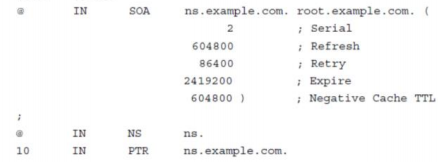 @ IN SOA ns.example.com. root.example.com. (
2 ; Serial
604800 ; Refresh
86400 ; Retry
2419200 ; Expire
604800 ) ; Negative Cache TTL
;
@ IN NS ns.
10 IN PTR ns.example.com.